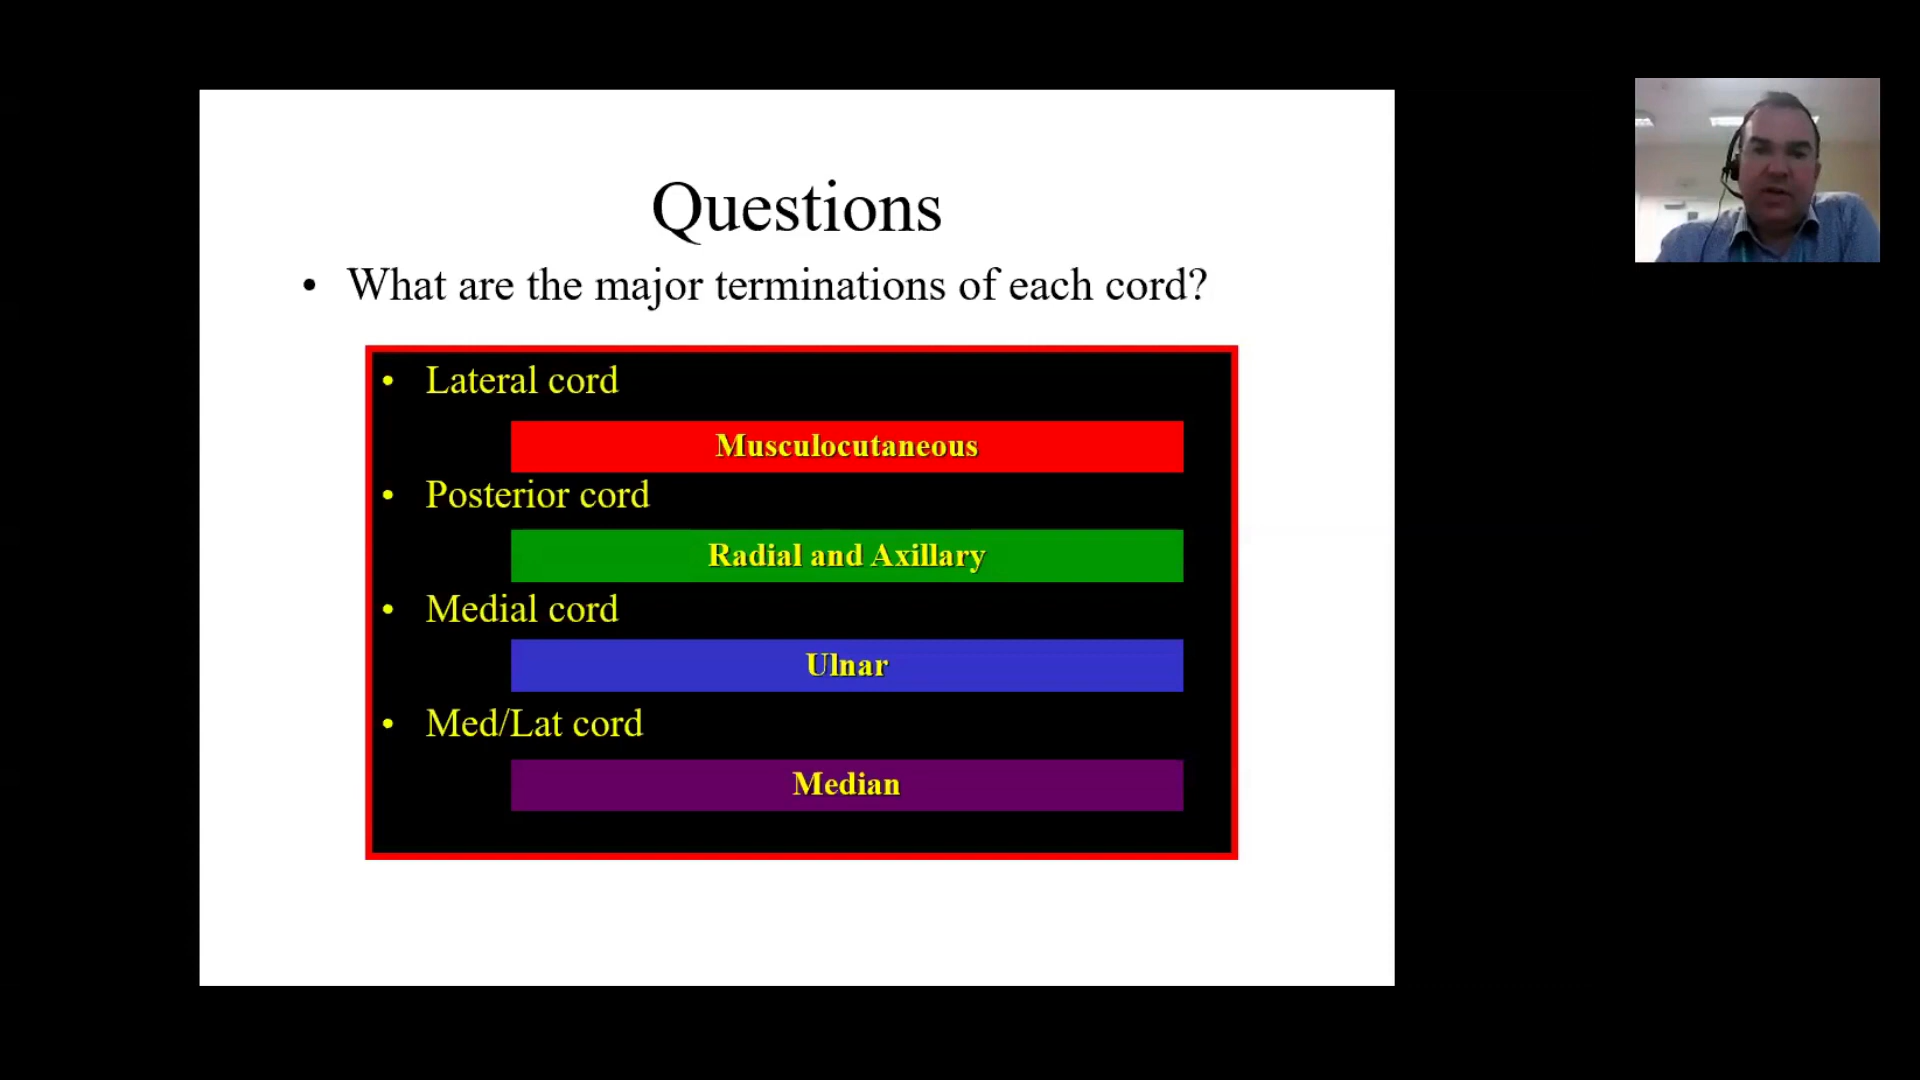 Questions
• What are the major terminations of each cord?
• Lateral cord
Musculocutaneous
• Posterior cord
Radial and Axillary
• Medial cord
Ulnar
• Med/Lat cord
Median